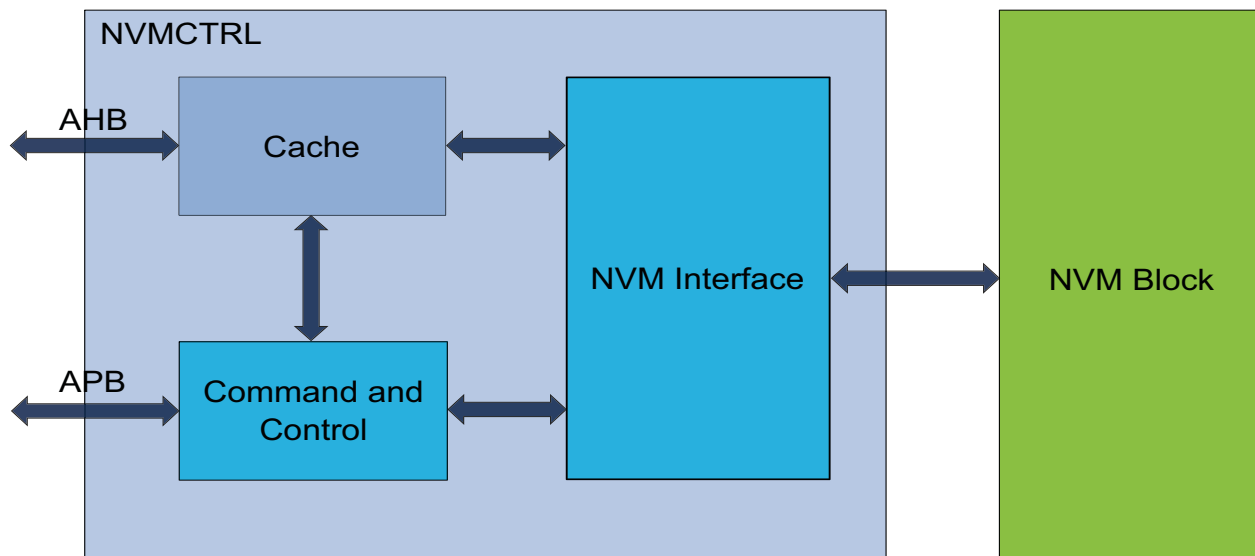 NVMCTRL
AHB
Cache
NVM Interface
NVM Block
APB
Command and
Control